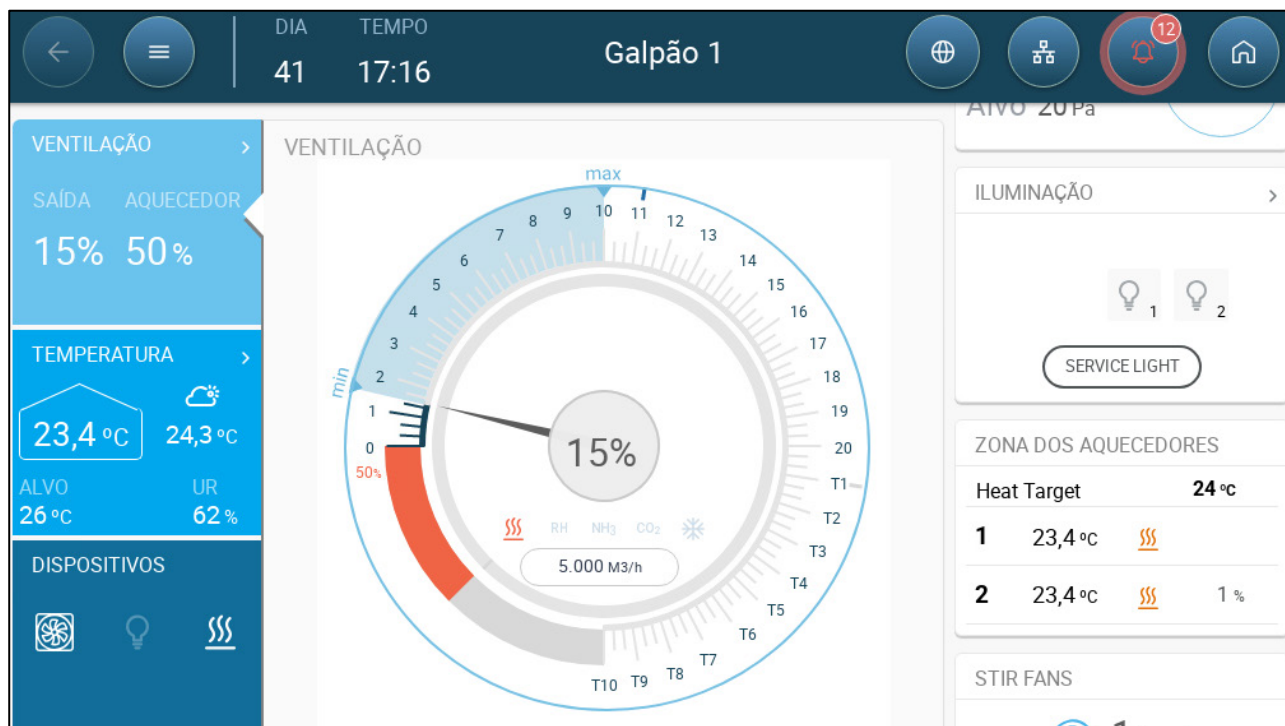 DIA
TEMPO
41
17:16
Galpão 1
12
VENTILAÇÃO
SAÍDA
AQUECEDOR
15%
50 %
TEMPERATURA
23,4 ºC
24,3 ºC
ALVO
UR
26 ºC
62 %
DISPOSITIVOS
VENTILAÇÃO
max
min
0
1
2
3
4
5
6
7
8
9
10
11
12
13
14
15
16
17
18
19
20
T1
T2
T3
T4
T5
T6
T7
T8
T9
T10
50%
15%
RH
NH3
CO2
5.000 M3/h
Alvo 20 Pa
ILUMINAÇÃO
1
2
SERVICE LIGHT
ZONA DOS AQUECEDORES
Heat Target 24 ºC
1 23,4 ºC
2 23,4 ºC 1 %
STIR FANS